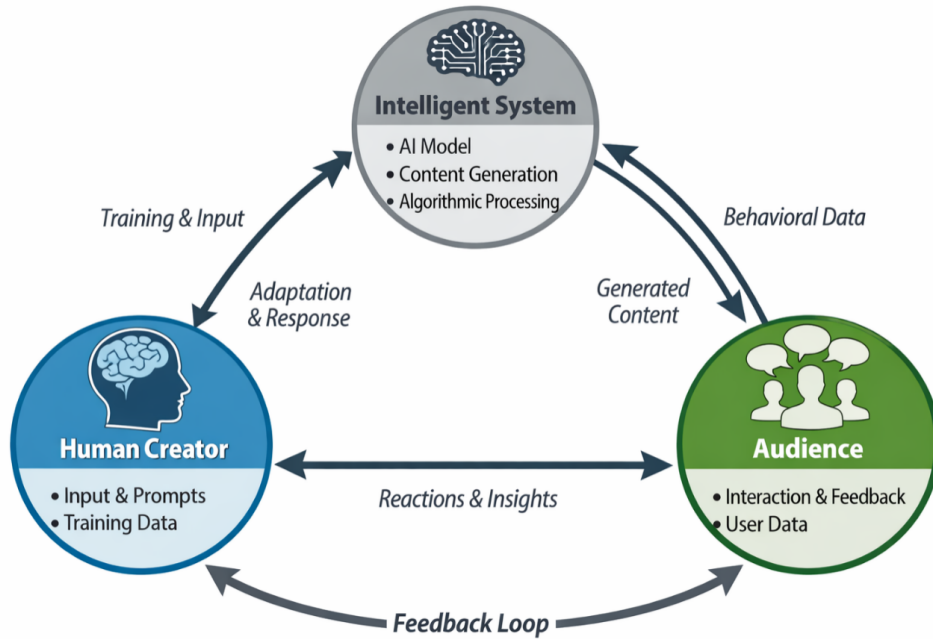 Intelligent System
• AI Model
• Content Generation
• Algorithmic Processing
Training & Input
Behavioral Data
Adaptation
& Response
Generated
Content
Human Creator
• Input & Prompts
• Training Data
Audience
• Interaction & Feedback
• User Data
Reactions & Insights
Feedback Loop